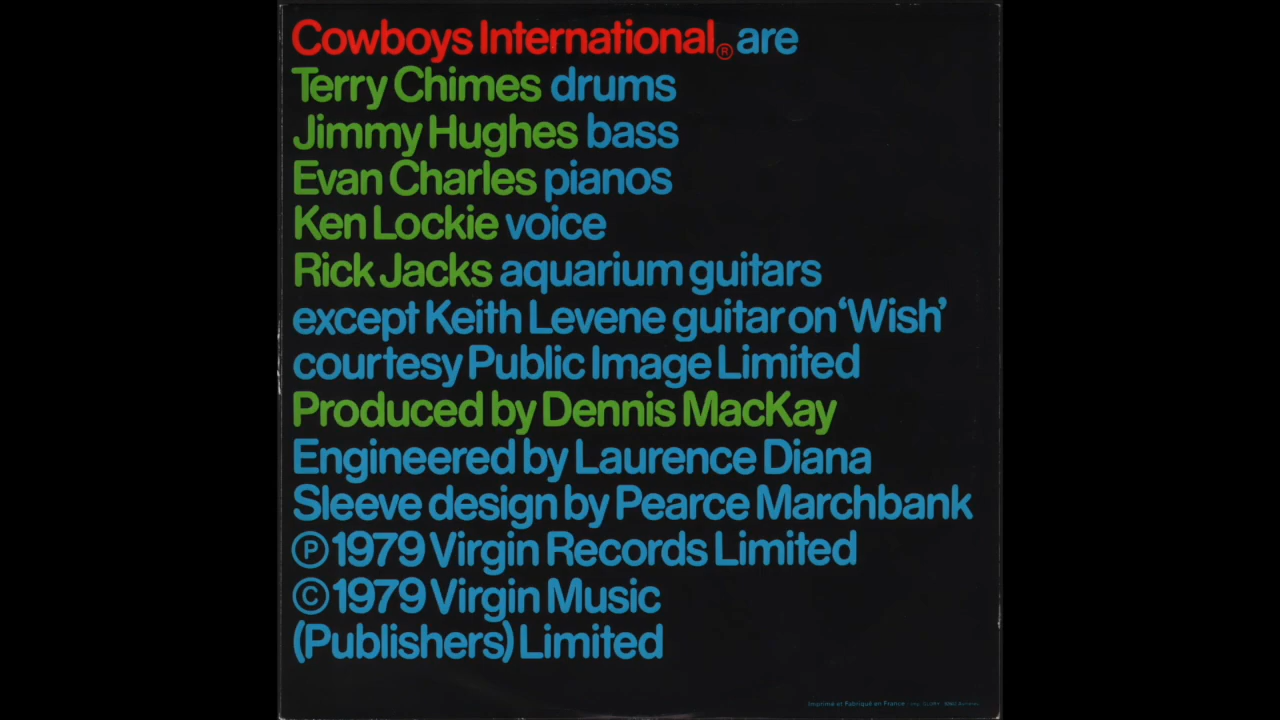 Cowboys International® are
Terry Chimes drums
Jimmy Hughes bass
Evan Charles pianos
Ken Lockie voice
Rick Jacks aquarium guitars
except Keith Levene guitar on ‘Wish’
courtesy Public Image Limited
Produced by Dennis MacKay
Engineered by Laurence Diana
Sleeve design by Pearce Marchbank
℗ 1979 Virgin Records Limited
© 1979 Virgin Music
(Publishers) Limited
Imprimé et Fabriqué en France